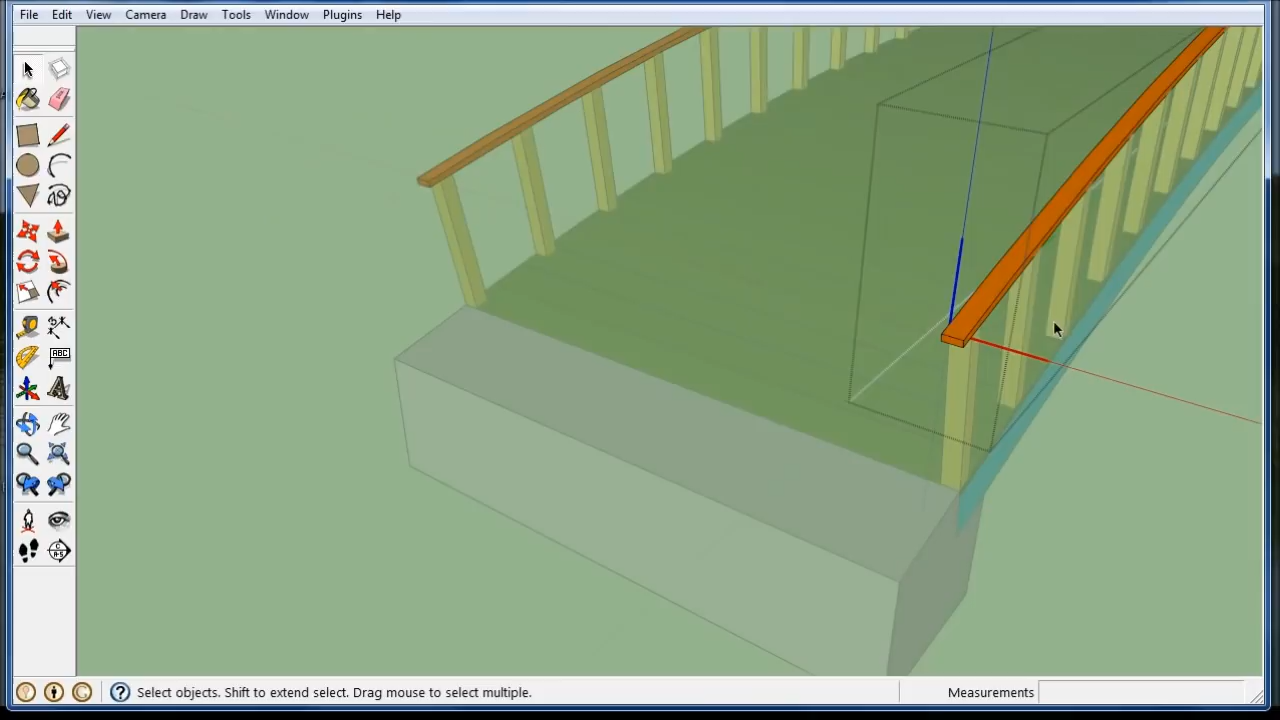 File Edit View Camera Draw Tools Window Plugins Help
ABC
A
C
A-S
Select objects. Shift to extend select. Drag mouse to select multiple.
Measurements